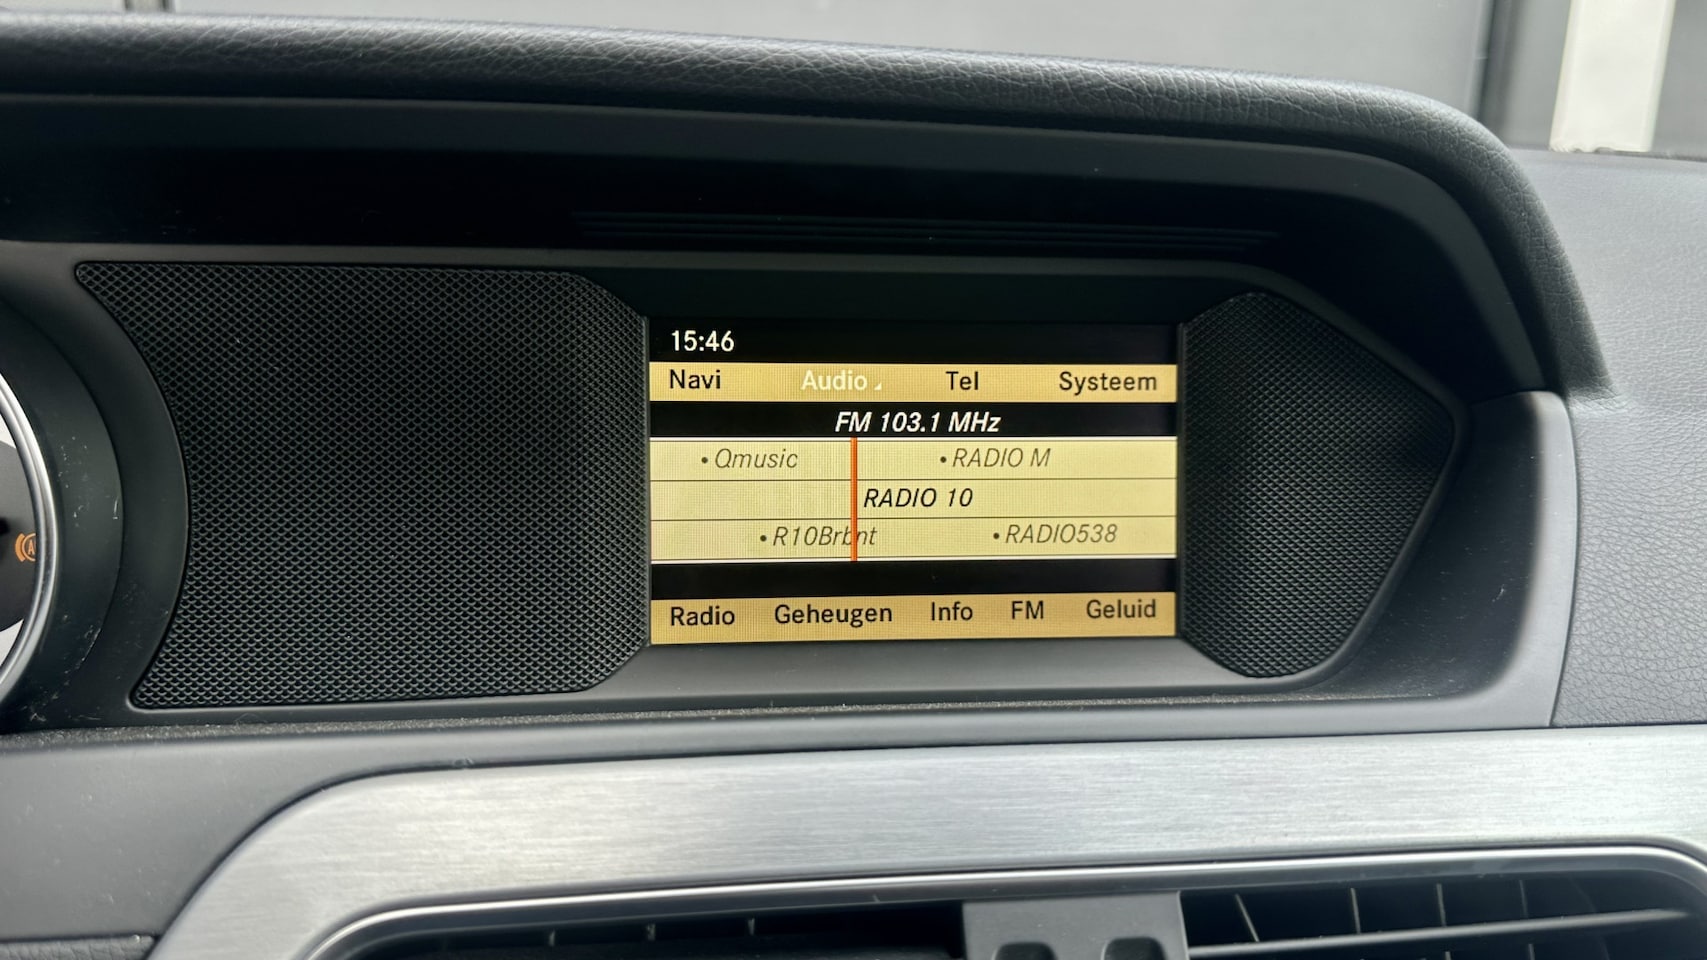 15:46
Navi Audio Tel Systeem
FM 103.1 MHz
•Qmusic •RADIO M
RADIO 10
•R10Brbnt •RADIO538
Radio Geheugen Info FM Geluid